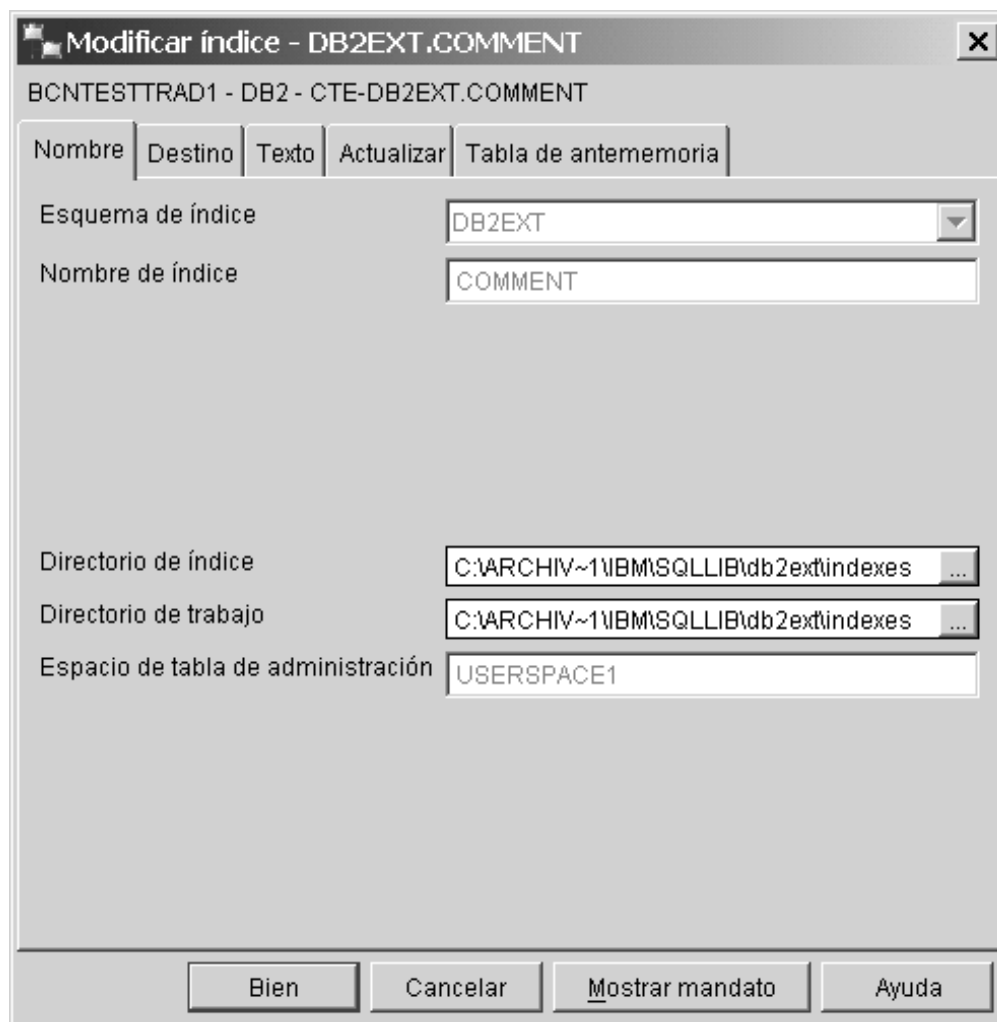 Modificar índice - DB2EXT.COMMENT
BCNTESTTRAD1 - DB2 - CTE-DB2EXT.COMMENT
Nombre Destino Texto Actualizar Tabla de antememoria
Esquema de índice DB2EXT
Nombre de índice COMMENT
Directorio de índice C:\ARCHIV~1\IBM\SQLLIB\db2ext\indexes ...
Directorio de trabajo C:\ARCHIV~1\IBM\SQLLIB\db2ext\indexes ...
Espacio de tabla de administración USERSPACE1
Bien Cancelar Mostrar mandato Ayuda